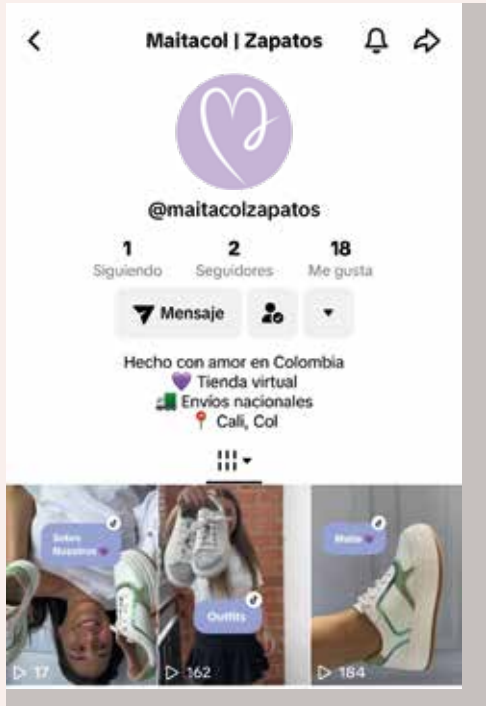 Maitacol | Zapatos
@maitacolzapatos
1 2 18
Siguiendo Seguidores Me gusta
Mensaje
Hecho con amor en Colombia
💜 Tienda virtual
🚛 Envíos nacionales
📍 Cali, Col
Sobre
Nosotros 💜
Outfits
Maita 💜
17 162 184